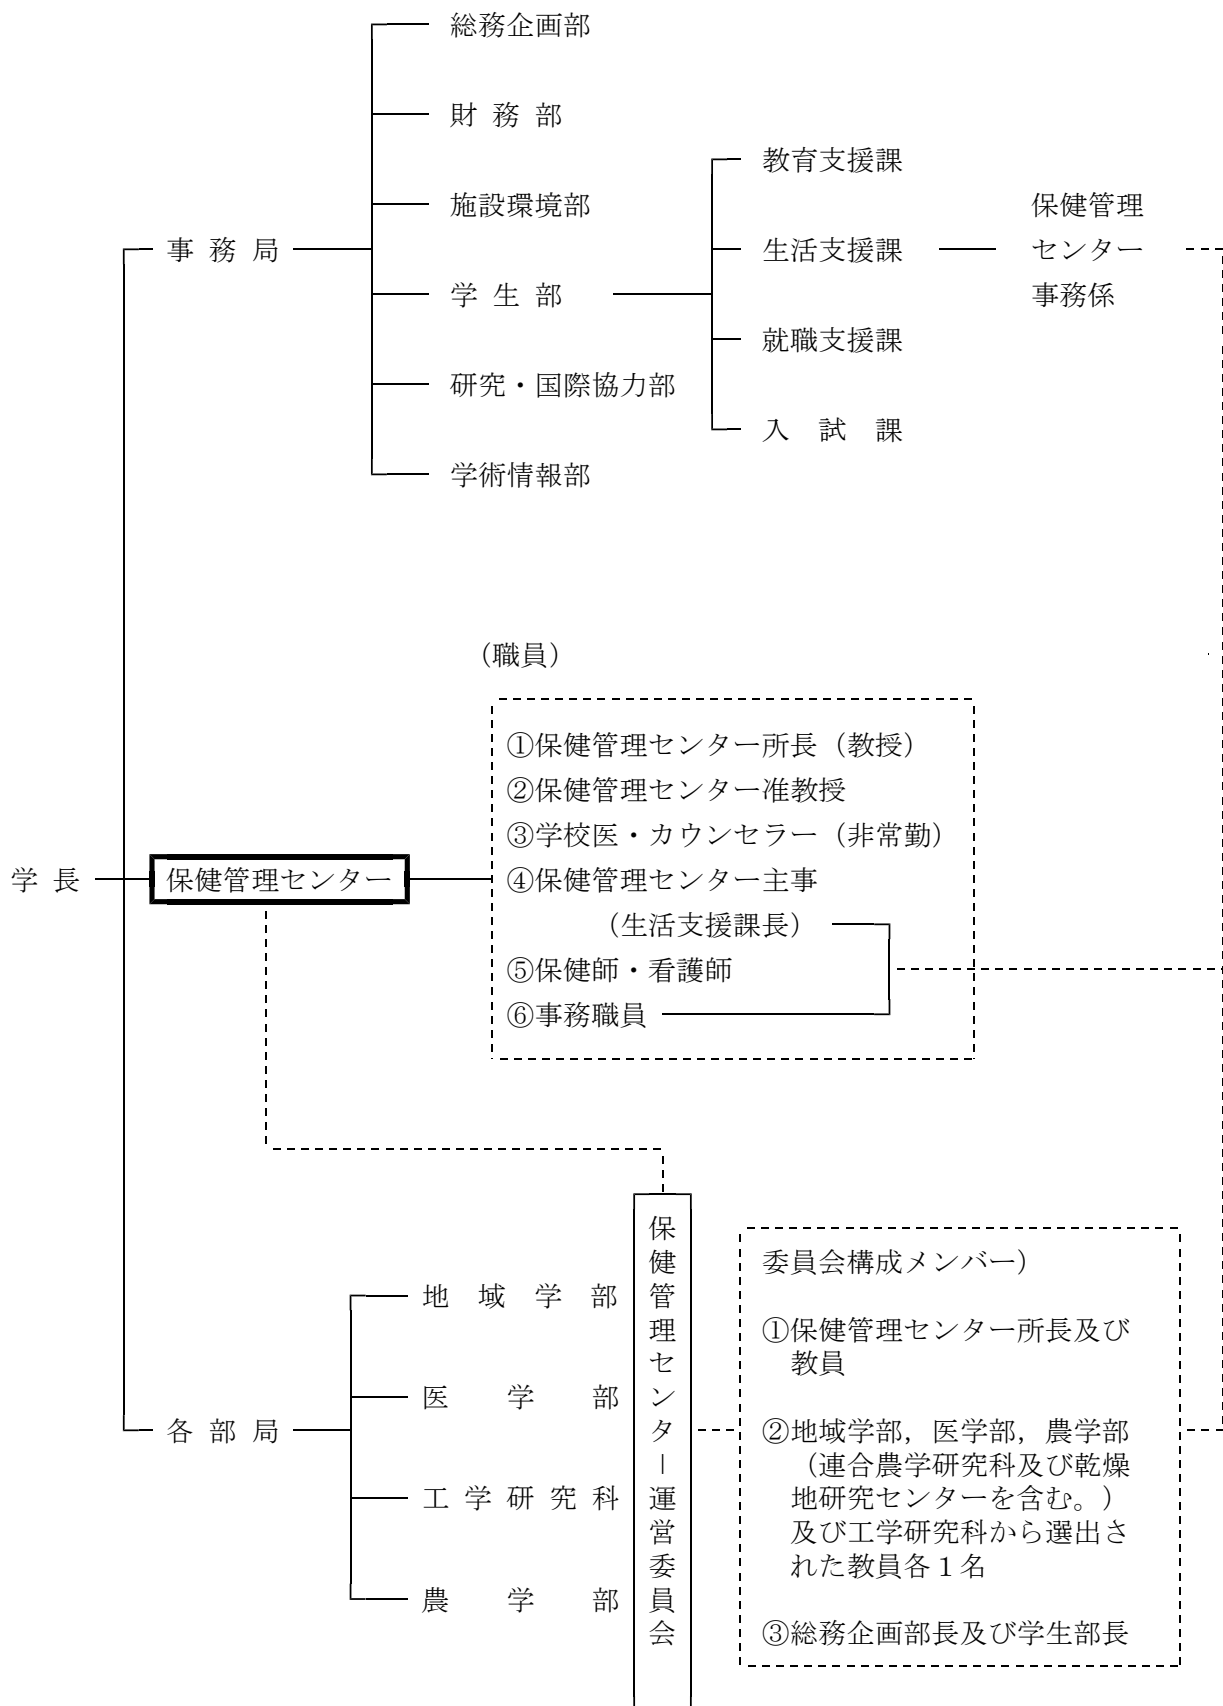 総務企画部
財務部
施設環境部
事務局
学生部
研究・国際協力部
学術情報部
教育支援課
生活支援課
就職支援課
入試課
保健管理
センター
事務係
（職員）
①保健管理センター所長（教授）
②保健管理センター准教授
③学校医・カウンセラー（非常勤）
④保健管理センター主事
（生活支援課長）
⑤保健師・看護師
⑥事務職員
学長
保健管理センター
各部局
地域学部
医学部
工学研究科
農学部
保健管理センター運営委員会
委員会構成メンバー）
①保健管理センター所長及び
教員
②地域学部，医学部，農学部
（連合農学研究科及び乾燥
地研究センターを含む。）
及び工学研究科から選出さ
れた教員各１名
③総務企画部長及び学生部長